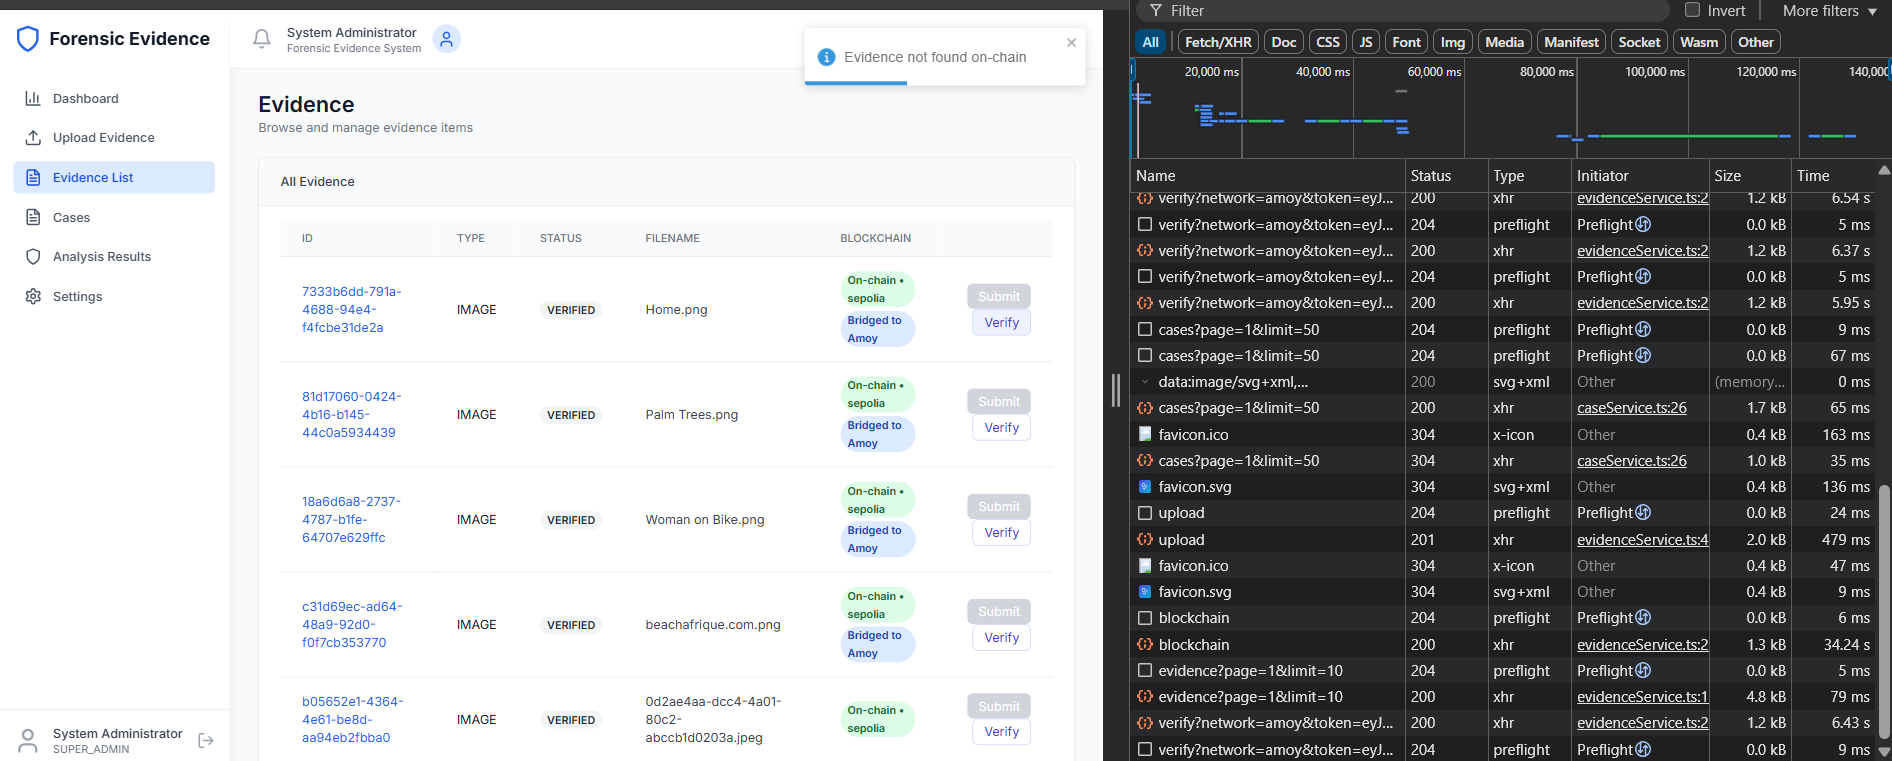 Forensic Evidence
System Administrator
Forensic Evidence System
Evidence not found on-chain
Dashboard
Upload Evidence
Evidence List
Cases
Analysis Results
Settings
Evidence
Browse and manage evidence items
All Evidence
ID TYPE STATUS FILENAME BLOCKCHAIN
7333b6dd-791a-
4688-94e4-
f4fcbe31de2a
IMAGE
VERIFIED
Home.png
On-chain •
sepolia
Bridged to
Amoy
Submit
Verify
81d17060-0424-
4b16-b145-
44c0a5934439
IMAGE
VERIFIED
Palm Trees.png
On-chain •
sepolia
Bridged to
Amoy
Submit
Verify
18a6d6a8-2737-
4787-b1fe-
64707e629ffc
IMAGE
VERIFIED
Woman on Bike.png
On-chain •
sepolia
Bridged to
Amoy
Submit
Verify
c31d69ec-ad64-
48a9-92d0-
f0f7cb353770
IMAGE
VERIFIED
beachafrique.com.png
On-chain •
sepolia
Bridged to
Amoy
Submit
Verify
b05652e1-4364-
4e61-be8d-
aa94eb2fbba0
IMAGE
VERIFIED
0d2ae4aa-dcc4-4a01-
80c2-
abccb1d0203a.jpeg
On-chain •
sepolia
Submit
Verify
System Administrator
SUPER_ADMIN
Filter Invert More filters
All Fetch/XHR Doc CSS JS Font Img Media Manifest Socket Wasm Other
20,000 ms 40,000 ms 60,000 ms 80,000 ms 100,000 ms 120,000 ms 140,000
Name Status Type Initiator Size Time
verify?network=amoy&token=eyJ... 200 xhr evidenceService.ts:2 1.2 kB 6.54 s
verify?network=amoy&token=eyJ... 204 preflight Preflight 0.0 kB 5 ms
verify?network=amoy&token=eyJ... 200 xhr evidenceService.ts:2 1.2 kB 6.37 s
verify?network=amoy&token=eyJ... 204 preflight Preflight 0.0 kB 5 ms
verify?network=amoy&token=eyJ... 200 xhr evidenceService.ts:2 1.2 kB 5.95 s
cases?page=1&limit=50 204 preflight Preflight 0.0 kB 9 ms
cases?page=1&limit=50 204 preflight Preflight 0.0 kB 67 ms
data:image/svg+xml,... 200 svg+xml Other (memory... 0 ms
cases?page=1&limit=50 200 xhr caseService.ts:26 1.7 kB 65 ms
favicon.ico 304 x-icon Other 0.4 kB 163 ms
cases?page=1&limit=50 304 xhr caseService.ts:26 1.0 kB 35 ms
favicon.svg 304 svg+xml Other 0.4 kB 136 ms
upload 204 preflight Preflight 0.0 kB 24 ms
upload 201 xhr evidenceService.ts:4 2.0 kB 479 ms
favicon.ico 304 x-icon Other 0.4 kB 47 ms
favicon.svg 304 svg+xml Other 0.4 kB 9 ms
blockchain 204 preflight Preflight 0.0 kB 6 ms
blockchain 200 xhr evidenceService.ts:2 1.3 kB 34.24 s
evidence?page=1&limit=10 204 preflight Preflight 0.0 kB 5 ms
evidence?page=1&limit=10 200 xhr evidenceService.ts:1 4.8 kB 79 ms
verify?network=amoy&token=eyJ... 200 xhr evidenceService.ts:2 1.2 kB 6.43 s
verify?network=amoy&token=eyJ... 204 preflight Preflight 0.0 kB 9 ms